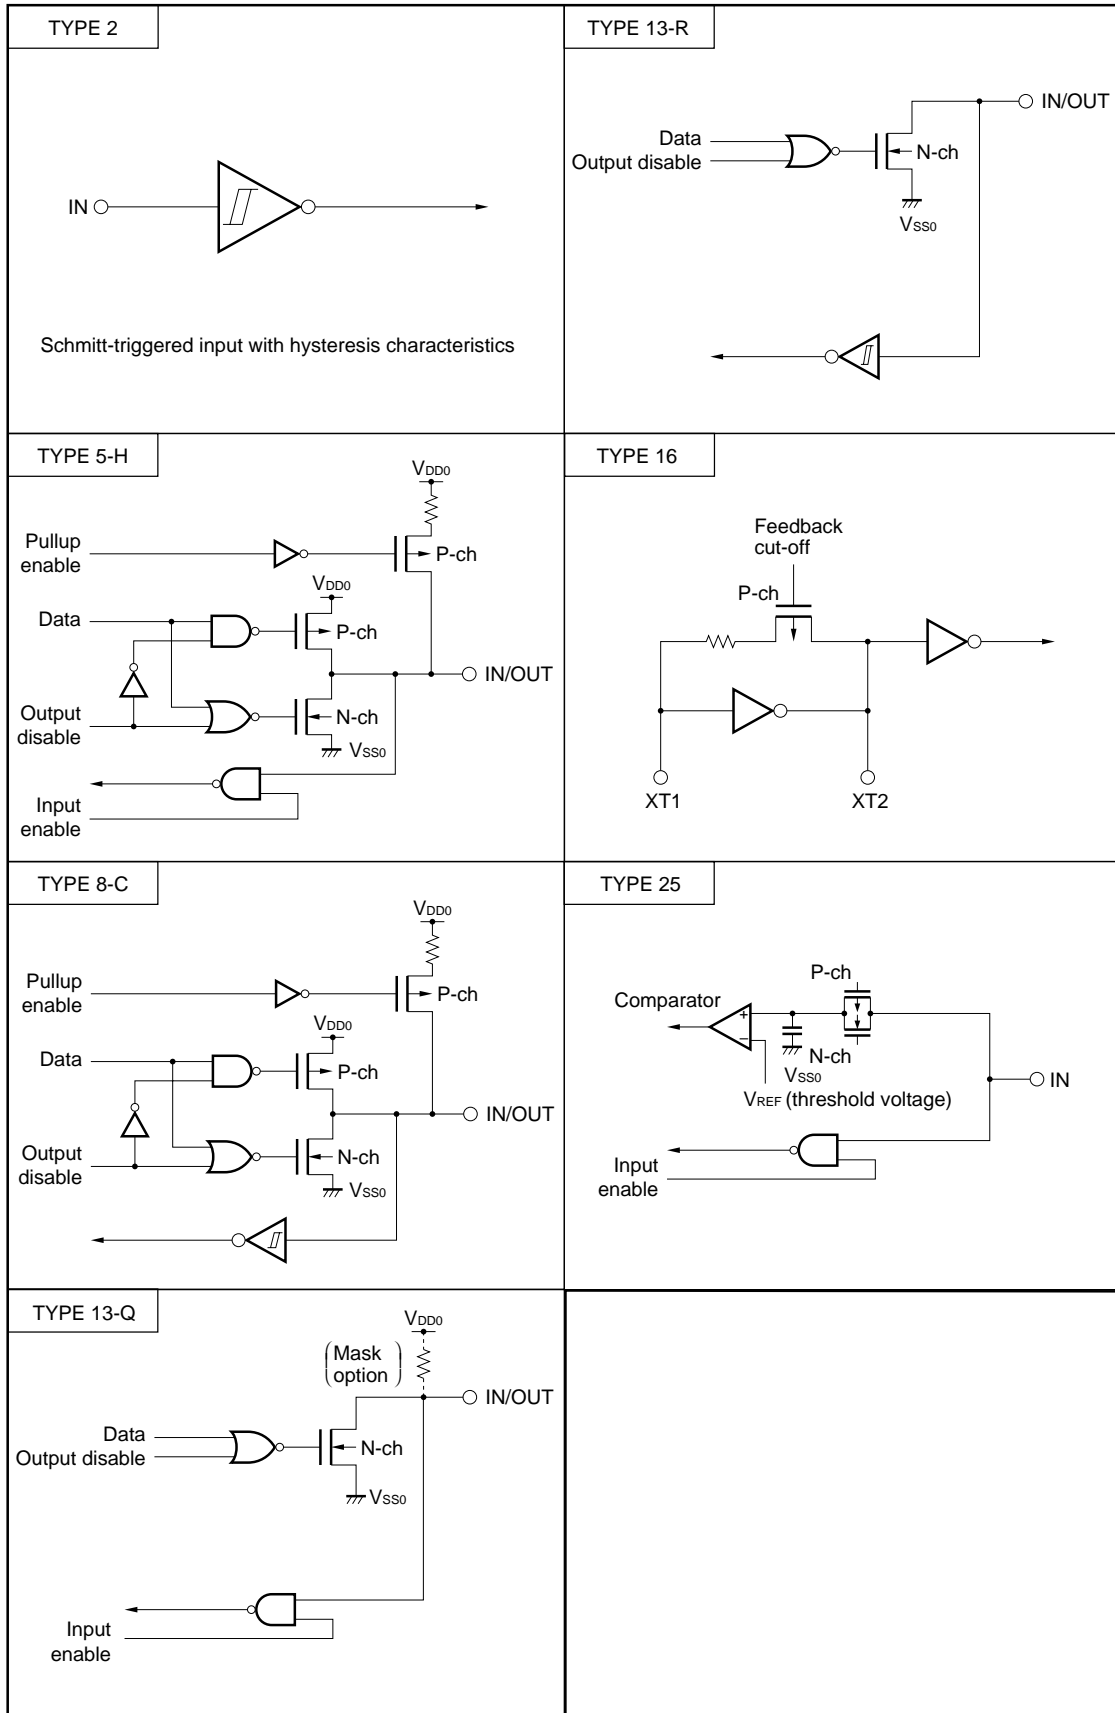 TYPE 2
IN
Schmitt-triggered input with hysteresis characteristics
TYPE 13-R
IN/OUT
Data
Output disable
N-ch
VSS0
TYPE 5-H
VDD0
Pullup
enable
P-ch
VDD0
Data
P-ch
IN/OUT
Output
disable
N-ch
VSS0
Input
enable
TYPE 16
Feedback
cut-off
P-ch
XT1
XT2
TYPE 8-C
VDD0
Pullup
enable
P-ch
VDD0
Data
P-ch
IN/OUT
Output
disable
N-ch
VSS0
TYPE 25
P-ch
Comparator
+
−
N-ch
VSS0
IN
VREF (threshold voltage)
Input
enable
TYPE 13-Q
VDD0
(Mask
option)
IN/OUT
Data
Output disable
N-ch
VSS0
Input
enable